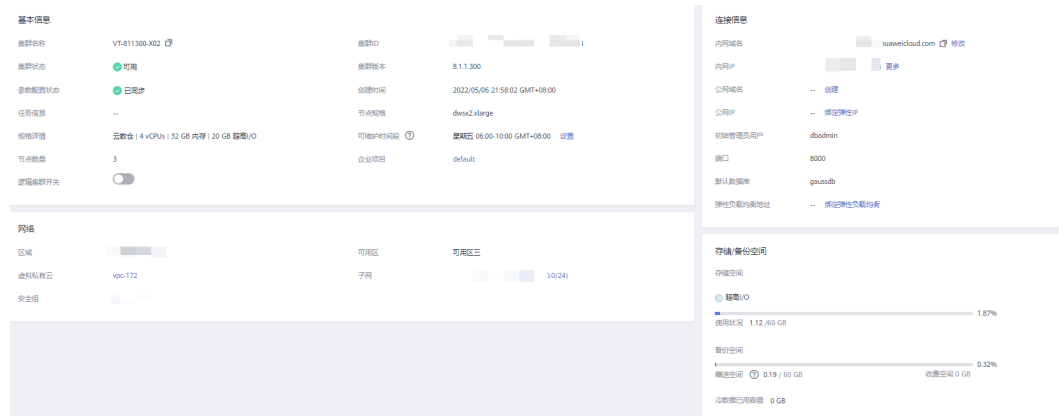 基本信息
集群名称 VT-811300-X02 集群ID
集群状态 可用 集群版本 8.1.1.300
参数配置状态 已同步 创建时间 2022/05/06 21:58:02 GMT+08:00
任务信息 -- 节点规格 dwsx2.xlarge
规格详情 云数仓 | 4 vCPUs | 32 GB 内存 | 20 GB 超高I/O 可维护时间段 ? 星期五 06:00-10:00 GMT+08:00 设置
节点数量 3 企业项目 default
逻辑集群开关
网络
区域 可用区 可用区三
虚拟私有云 vpc-172 子网 0.0/24)
安全组
连接信息
内网域名 uaweicloud.com 修改
内网IP 更多
公网域名 -- 创建
公网IP -- 绑定弹性IP
初始管理员用户 dbadmin
端口 8000
默认数据库 gaussdb
弹性负载均衡地址 -- 绑定弹性负载均衡
存储/备份空间
存储空间
超高I/O
1.87%
使用状况 1.12 /60 GB
备份空间
0.32%
赠送空间 ? 0.19 / 60 GB 收费空间 0 GB
冷数据已用容量 0 GB